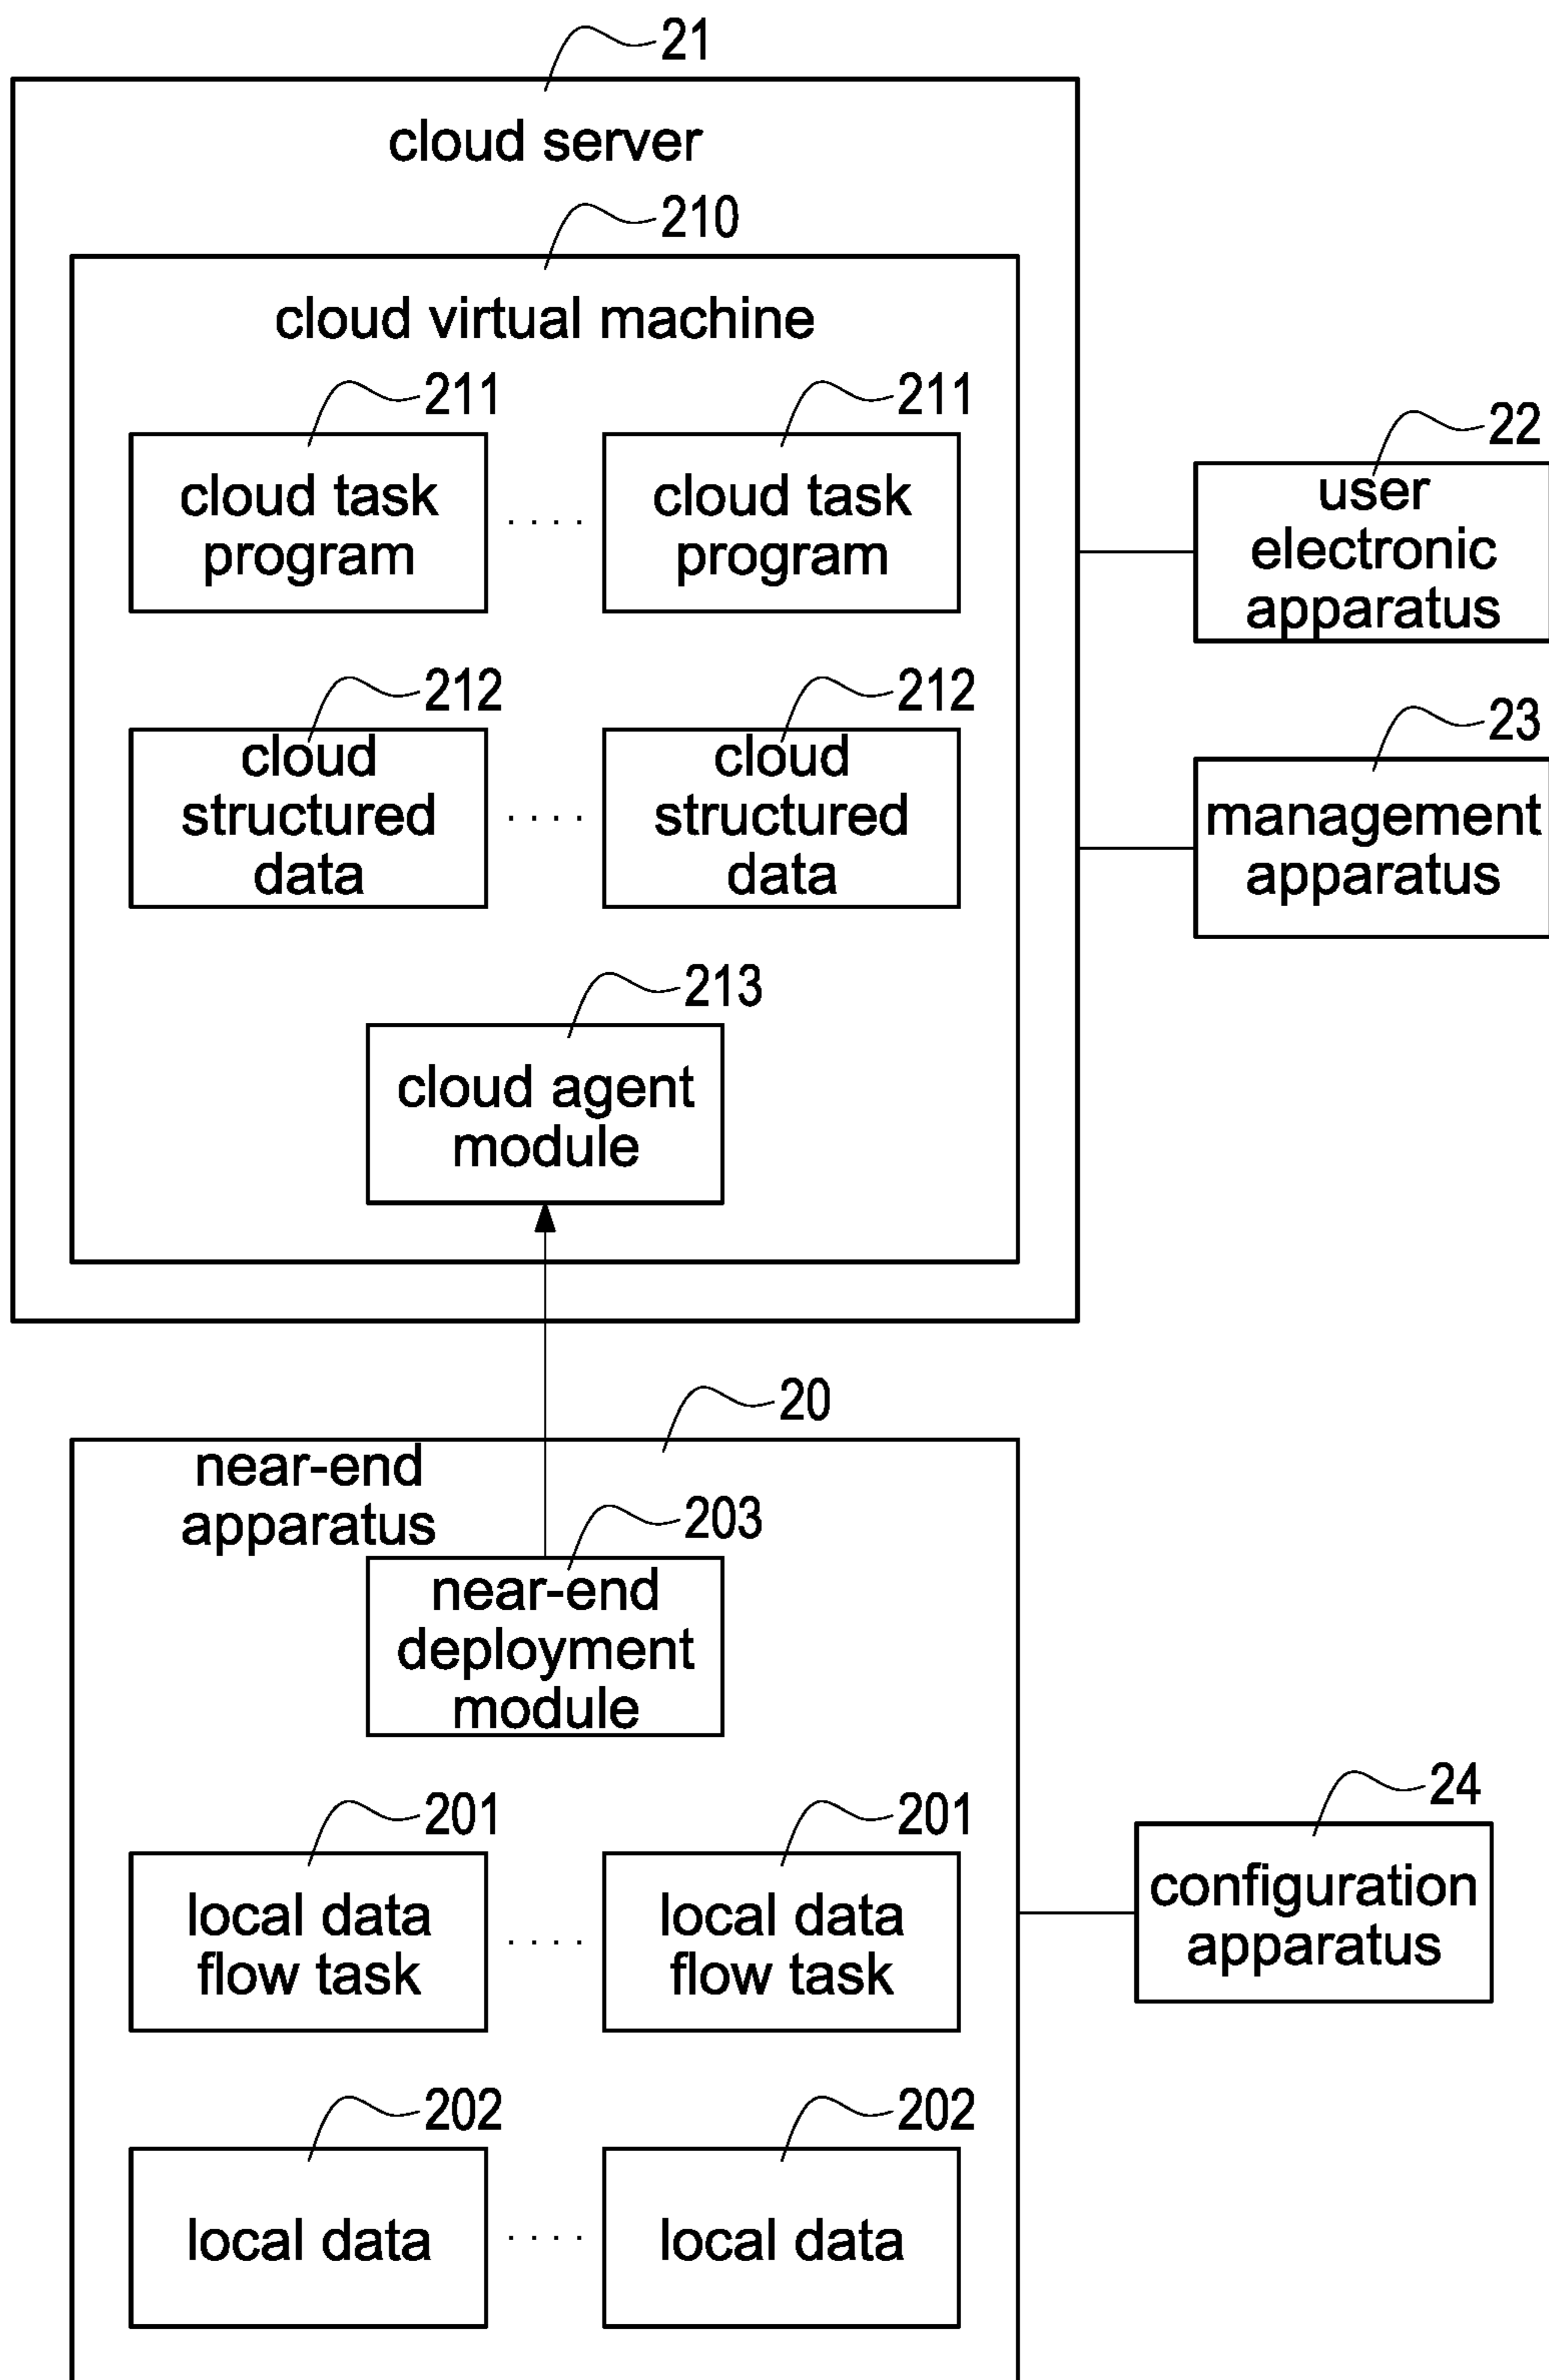 21
cloud server
210
cloud virtual machine
211
211
cloud task
program
....
cloud task
program
212
212
cloud
structured
data
....
cloud
structured
data
213
cloud agent
module
22
user
electronic
apparatus
23
management
apparatus
20
near-end
apparatus
203
near-end
deployment
module
201
201
local data
flow task
....
local data
flow task
202
202
local data
....
local data
24
configuration
apparatus